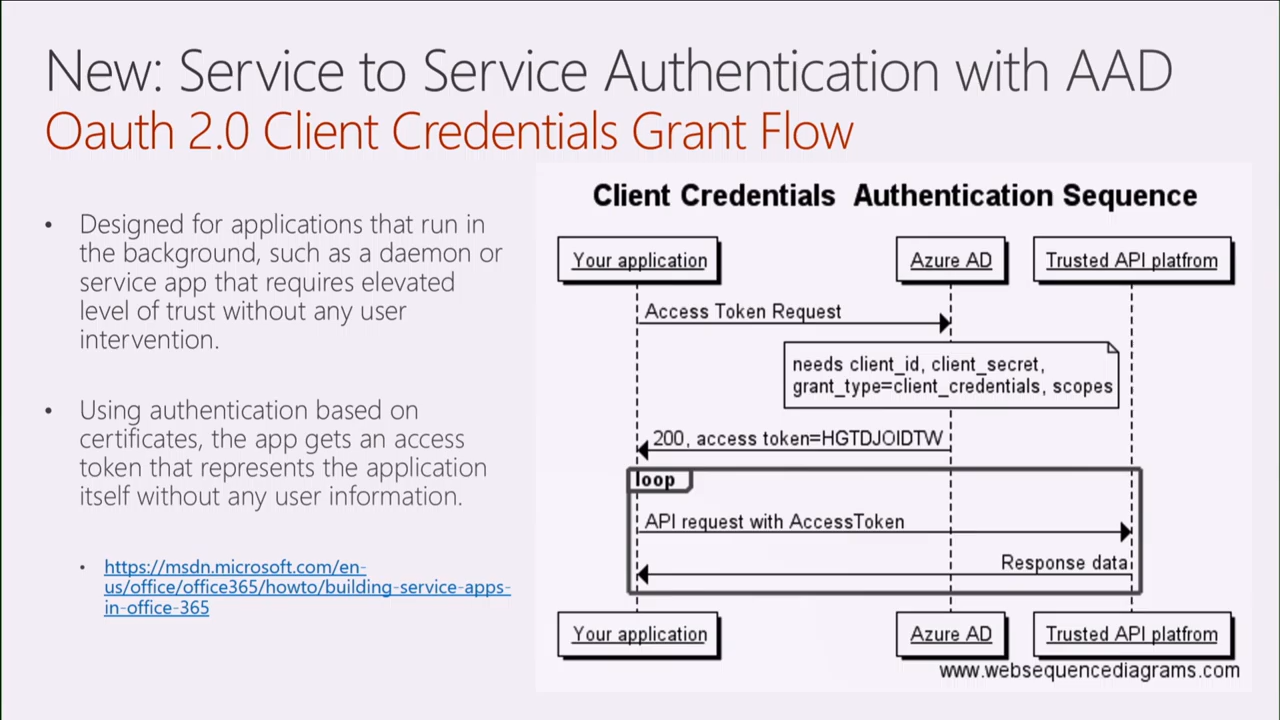 New: Service to Service Authentication with AAD
Oauth 2.0 Client Credentials Grant Flow
• Designed for applications that run in
the background, such as a daemon or
service app that requires elevated
level of trust without any user
intervention.
• Using authentication based on
certificates, the app gets an access
token that represents the application
itself without any user information.
• https://msdn.microsoft.com/en-
us/office/office365/howto/building-service-apps-
in-office-365
Client Credentials Authentication Sequence
Your application
Azure AD
Trusted API platfrom
Access Token Request
needs client_id, client_secret,
grant_type=client_credentials, scopes
200, access token=HGTDJOIDTW
loop
API request with AccessToken
Response data
Your application
Azure AD
Trusted API platfrom
www.websequencediagrams.com